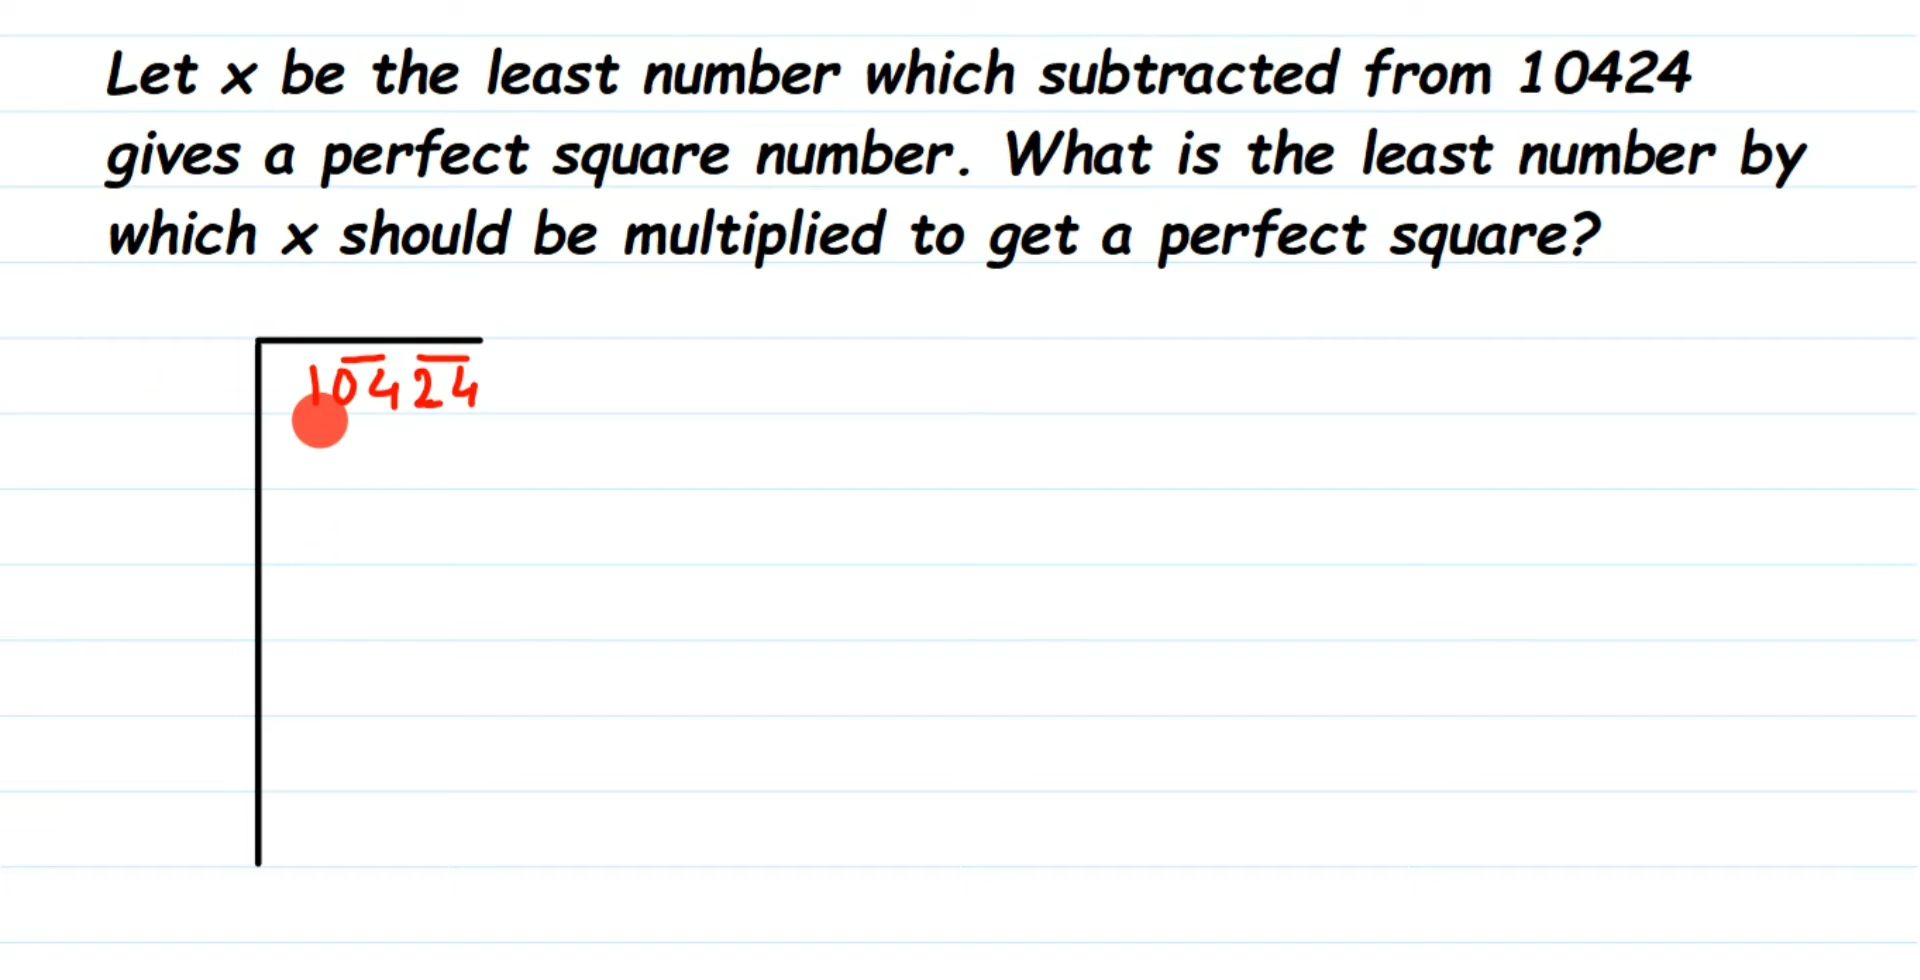 Let x be the least number which subtracted from 10424
gives a perfect square number. What is the least number by
which x should be multiplied to get a perfect square?
10424